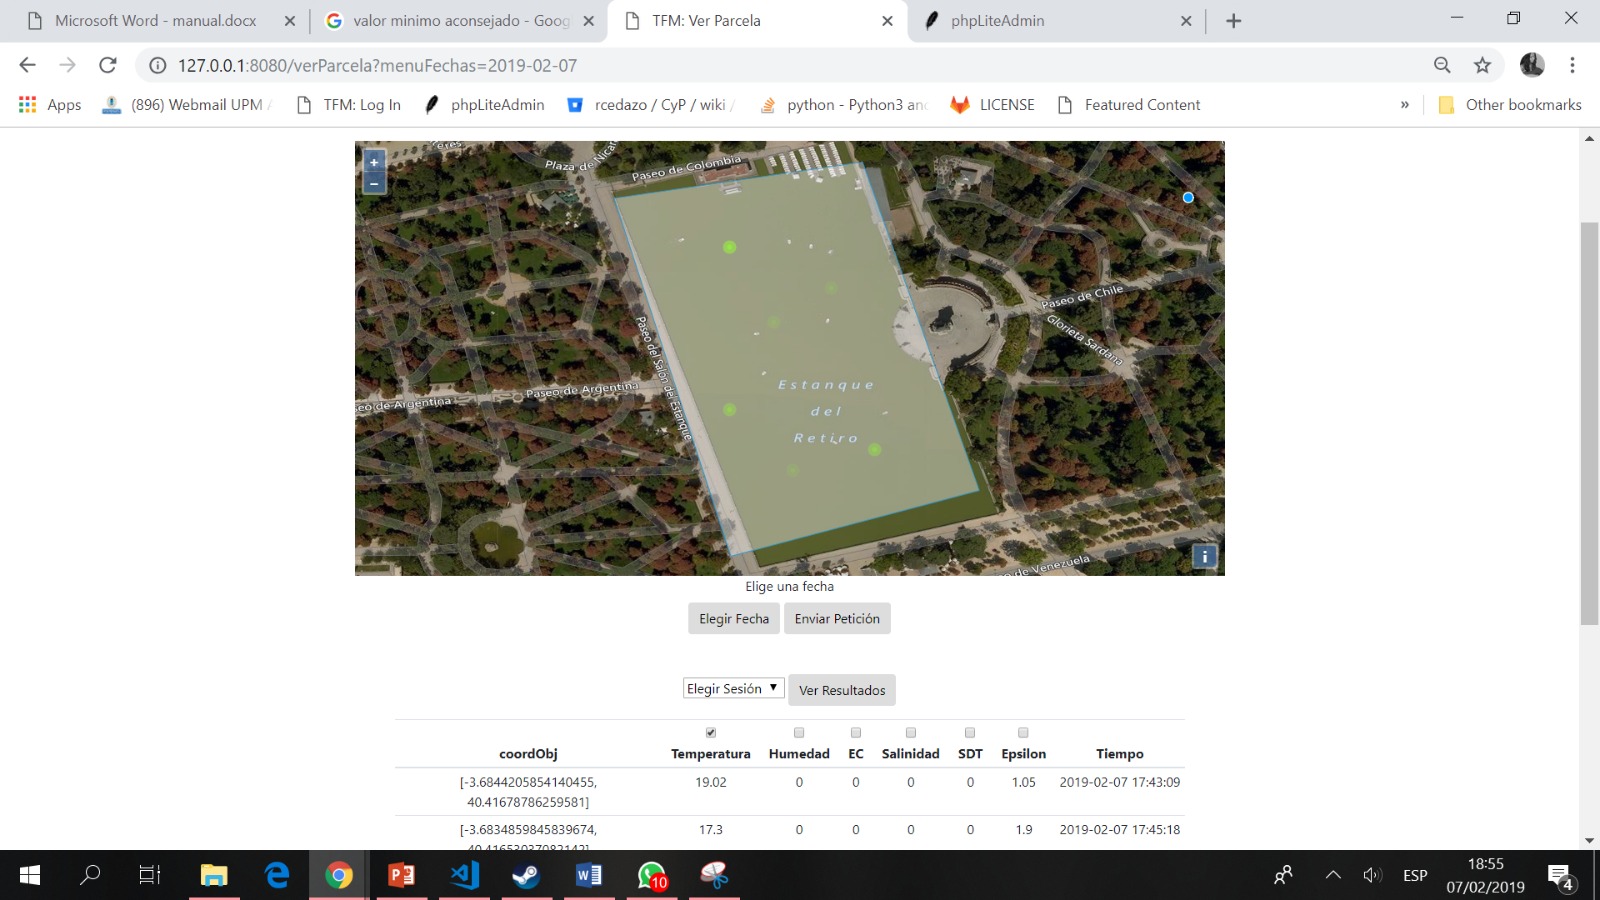 Microsoft Word - manual.docx
valor minimo aconsejado - Goog
TFM: Ver Parcela
phpLiteAdmin
127.0.0.1:8080/verParcela?menuFechas=2019-02-07
Apps
(896) Webmail UPM
TFM: Log In
phpLiteAdmin
rcedazo / CyP / wiki /
python - Python3 and
LICENSE
Featured Content
»
Other bookmarks
+
−
Plaza de Nicar
Paseo de Colombia
Paseo de Chile
Glorieta Sardana
Paseo del Salón del Estanque
Paseo de Argentina
seo de Argentina
Estanque
del
Retiro
o de Venezuela
i
Elige una fecha
Elegir Fecha
Enviar Petición
Elegir Sesión
Ver Resultados
coordObj Temperatura Humedad EC Salinidad SDT Epsilon Tiempo
[-3.6844205854140455, 19.02 0 0 0 0 1.05 2019-02-07 17:43:09
40.41678786259581]
[-3.6834859845839674, 17.3 0 0 0 0 1.9 2019-02-07 17:45:18
40.41653037082142]
10
ESP
18:55
07/02/2019
4